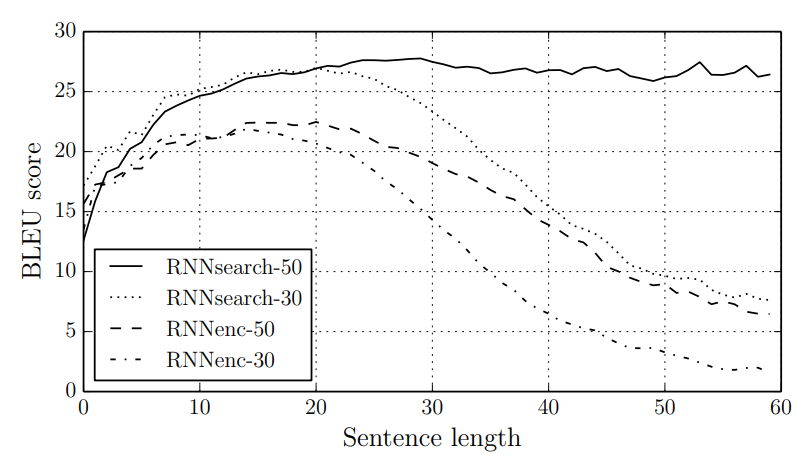 30
25
20
15
10
5
0
BLEU score
RNNsearch-50
RNNsearch-30
RNNenc-50
RNNenc-30
0 10 20 30 40 50 60
Sentence length